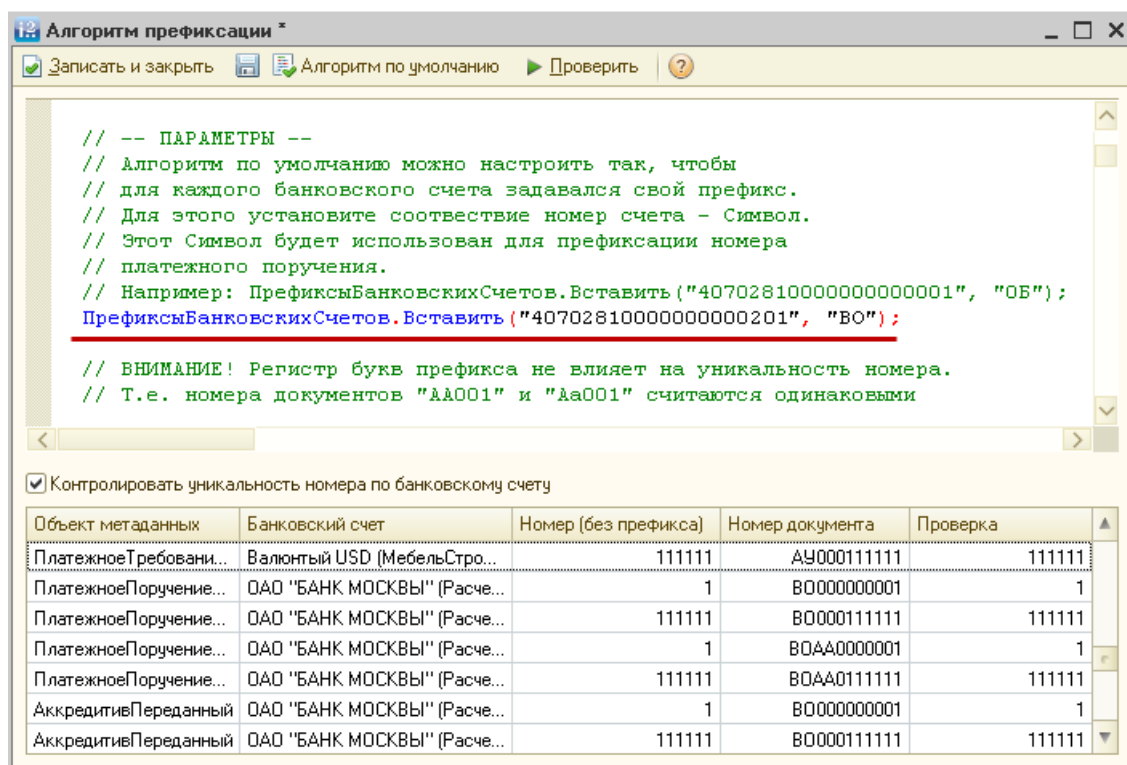 Алгоритм префиксации *
Записать и закрыть Алгоритм по умолчанию Проверить
// -- ПАРАМЕТРЫ --
// Алгоритм по умолчанию можно настроить так, чтобы
// для каждого банковского счета задавался свой префикс.
// Для этого установите соотвествие номер счета - Символ.
// Этот Символ будет использован для префиксации номера
// платежного поручения.
// Например: ПрефиксыБанковскихСчетов.Вставить("40702810000000000001", "ОБ");
ПрефиксыБанковскихСчетов.Вставить("40702810000000000201", "ВО");
// ВНИМАНИЕ! Регистр букв префикса не влияет на уникальность номера.
// Т.е. номера документов "АА001" и "Аа001" считаются одинаковыми
Контролировать уникальность номера по банковскому счету
Объект метаданных Банковский счет Номер (без префикса) Номер документа Проверка
ПлатежноеТребовани... Валютный USD (МебельСтро... 111111 АУ000111111 111111
ПлатежноеПоручение... ОАО "БАНК МОСКВЫ" (Расче... 1 ВО000000001 1
ПлатежноеПоручение... ОАО "БАНК МОСКВЫ" (Расче... 111111 ВО000111111 111111
ПлатежноеПоручение... ОАО "БАНК МОСКВЫ" (Расче... 1 ВОАА0000001 1
ПлатежноеПоручение... ОАО "БАНК МОСКВЫ" (Расче... 111111 ВОАА0111111 111111
АккредитивПереданный ОАО "БАНК МОСКВЫ" (Расче... 1 ВО000000001 1
АккредитивПереданный ОАО "БАНК МОСКВЫ" (Расче... 111111 ВО000111111 111111